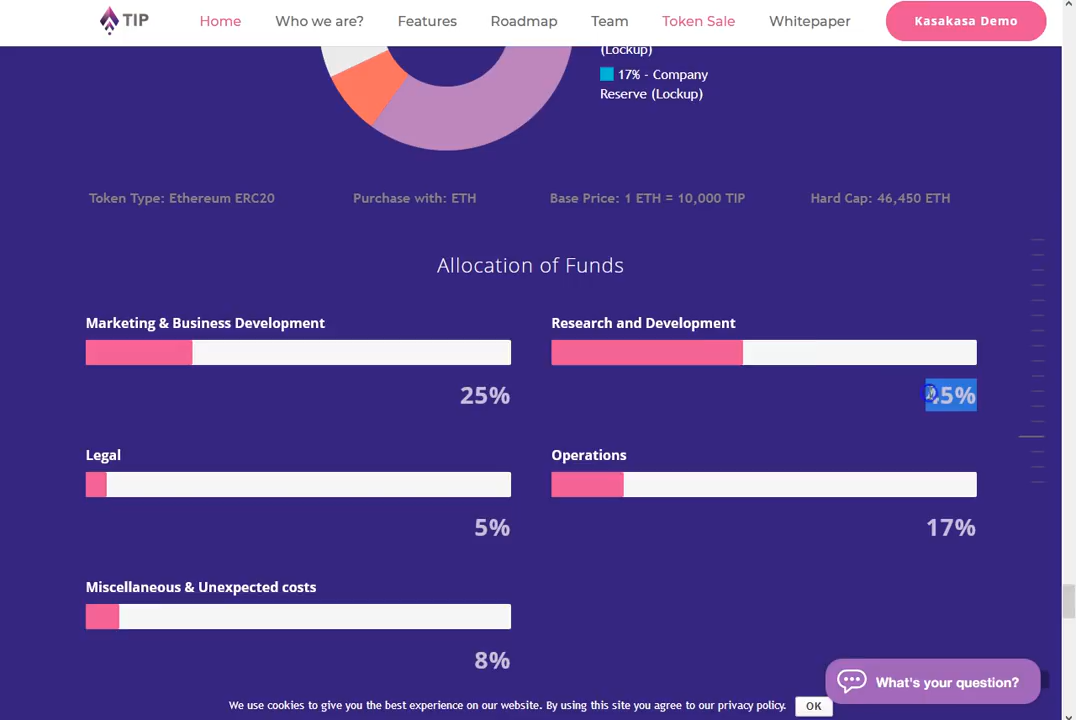 TIP
Home
Who we are?
Features
Roadmap
Team
Token Sale
Whitepaper
Kasakasa Demo
(Lockup)
17% - Company
Reserve (Lockup)
Token Type: Ethereum ERC20
Purchase with: ETH
Base Price: 1 ETH = 10,000 TIP
Hard Cap: 46,450 ETH
Allocation of Funds
Marketing & Business Development
25%
Research and Development
45%
Legal
5%
Operations
17%
Miscellaneous & Unexpected costs
8%
What's your question?
We use cookies to give you the best experience on our website. By using this site you agree to our privacy policy.
OK